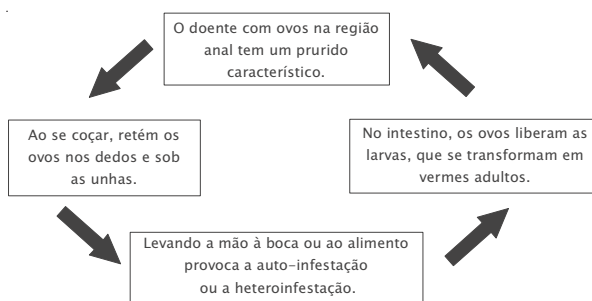 .
O doente com ovos na região
anal tem um prurido
característico.
Ao se coçar, retém os
ovos nos dedos e sob
as unhas.
No intestino, os ovos liberam as
larvas, que se transformam em
vermes adultos.
Levando a mão à boca ou ao alimento
provoca a auto-infestação
ou a heteroinfestação.